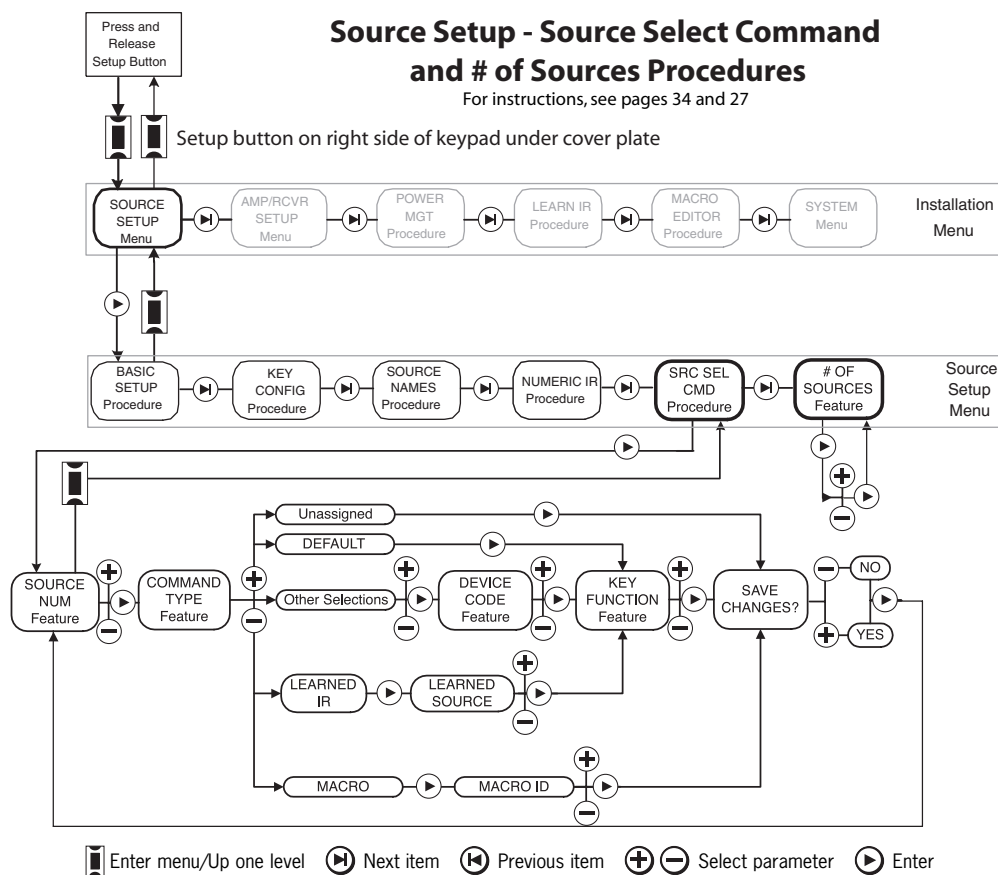 Press and
Release
Setup Button
Source Setup - Source Select Command
and # of Sources Procedures
For instructions, see pages 34 and 27
Setup button on right side of keypad under cover plate
SOURCE
SETUP
Menu
AMP/RCVR
SETUP
Menu
POWER
MGT
Procedure
LEARN IR
Procedure
MACRO
EDITOR
Procedure
SYSTEM
Menu
Installation
Menu
BASIC
SETUP
Procedure
KEY
CONFIG
Procedure
SOURCE
NAMES
Procedure
NUMERIC IR
Procedure
SRC SEL
CMD
Procedure
# OF
SOURCES
Feature
Source
Setup
Menu
Unassigned
DEFAULT
SOURCE
NUM
Feature
COMMAND
TYPE
Feature
Other Selections
DEVICE
CODE
Feature
KEY
FUNCTION
Feature
SAVE
CHANGES?
NO
YES
LEARNED
IR
LEARNED
SOURCE
MACRO
MACRO ID
Enter menu/Up one level
Next item
Previous item
Select parameter
Enter